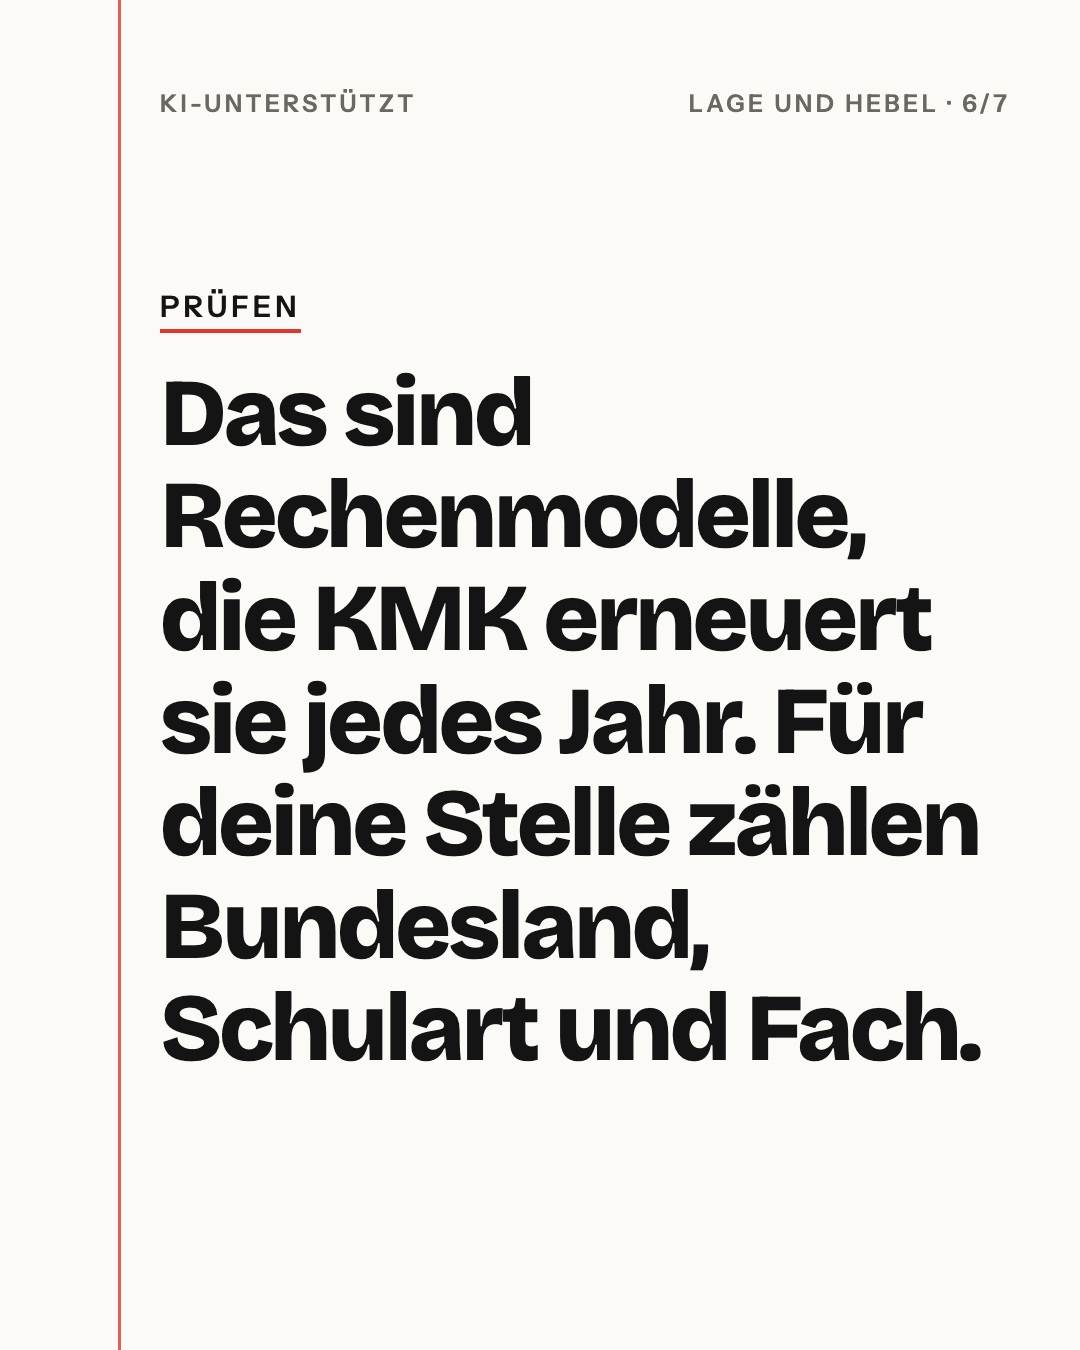 KI-UNTERSTÜTZT
LAGE UND HEBEL · 6/7
PRÜFEN
Das sind
Rechenmodelle,
die KMK erneuert
sie jedes Jahr. Für
deine Stelle zählen
Bundesland,
Schulart und Fach.